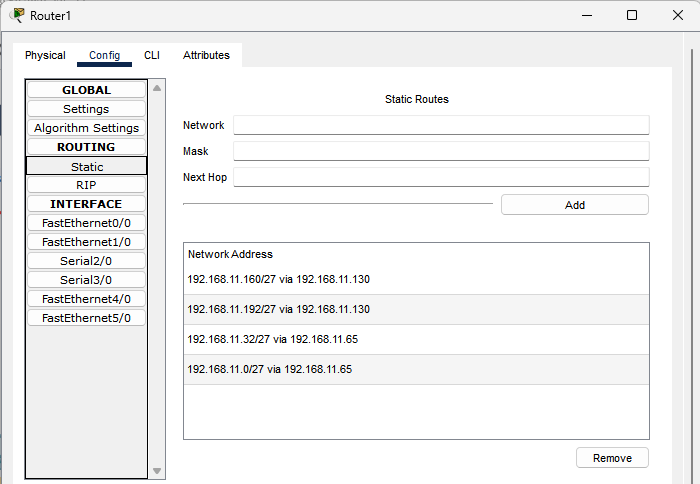 Router1
Physical Config CLI Attributes
GLOBAL
Settings
Algorithm Settings
ROUTING
Static
RIP
INTERFACE
FastEthernet0/0
FastEthernet1/0
Serial2/0
Serial3/0
FastEthernet4/0
FastEthernet5/0
Static Routes
Network
Mask
Next Hop
Add
Network Address
192.168.11.160/27 via 192.168.11.130
192.168.11.192/27 via 192.168.11.130
192.168.11.32/27 via 192.168.11.65
192.168.11.0/27 via 192.168.11.65
Remove